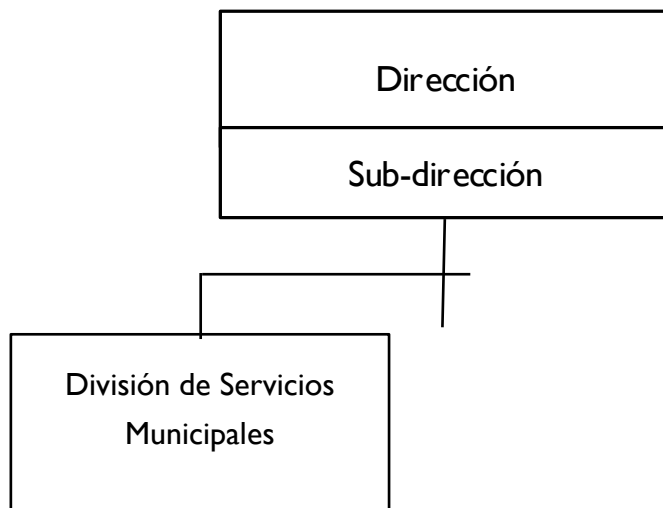 Dirección
Sub-dirección
División de Servicios
Municipales